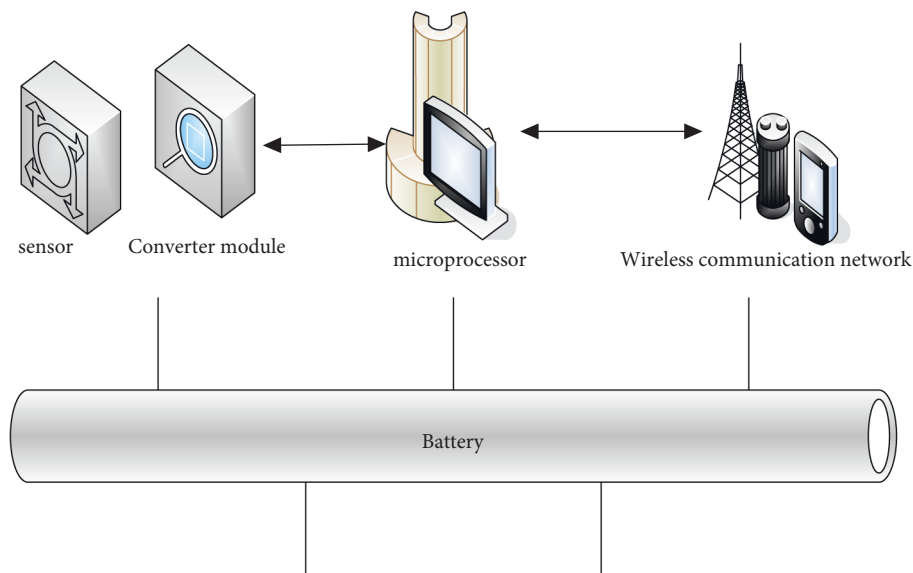 sensor
Converter module
microprocessor
Wireless communication network
Battery